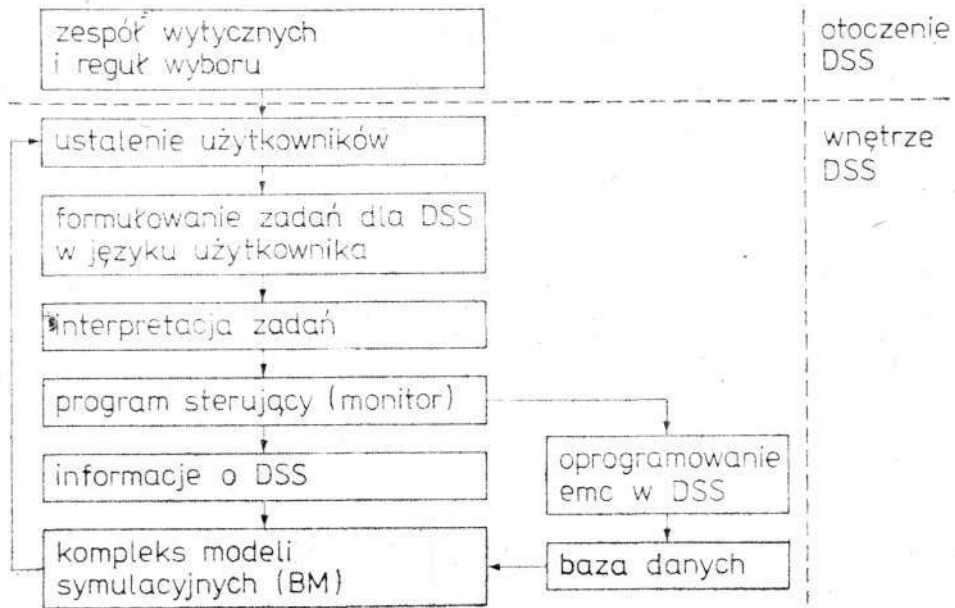 zespół wytycznych
i reguł wyboru
otoczenie
DSS
ustalenie użytkowników
wnętrze
DSS
formułowanie zadań dla DSS
w języku użytkownika
interpretacja zadań
program sterujący (monitor)
informacje o DSS
oprogramowanie
emc w DSS
kompleks modeli
symulacyjnych (BM)
baza danych